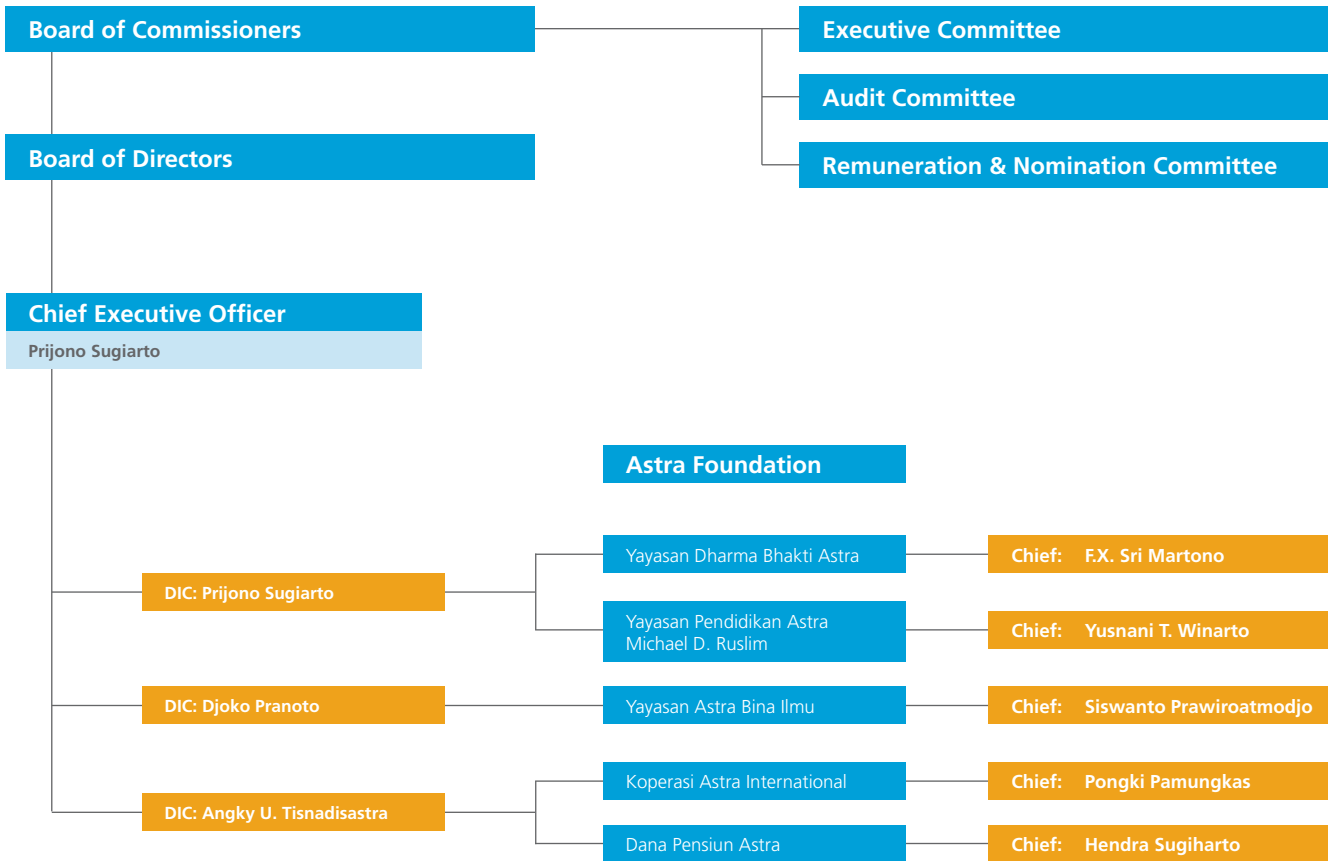 Board of Commissioners
Executive Committee
Audit Committee
Board of Directors
Remuneration & Nomination Committee
Chief Executive Officer
Prijono Sugiarto
Astra Foundation
Yayasan Dharma Bhakti Astra
Chief: F.X. Sri Martono
DIC: Prijono Sugiarto
Yayasan Pendidikan Astra
Michael D. Ruslim
Chief: Yusnani T. Winarto
DIC: Djoko Pranoto
Yayasan Astra Bina Ilmu
Chief: Siswanto Prawiroatmodjo
Koperasi Astra International
Chief: Pongki Pamungkas
DIC: Angky U. Tisnadisastra
Dana Pensiun Astra
Chief: Hendra Sugiharto